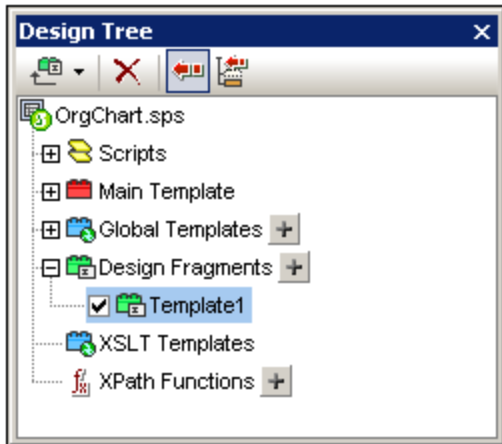 Design Tree
OrgChart.sps
Scripts
Main Template
Global Templates
Design Fragments
Template1
XSLT Templates
XPath Functions